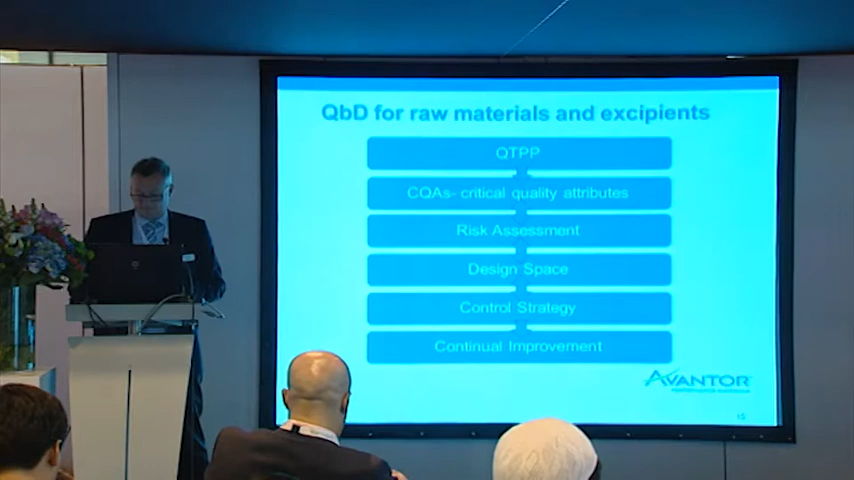 QbD for raw materials and excipients
QTPP
CQAs- critical quality attributes
Risk Assessment
Design Space
Control Strategy
Continual Improvement
AVANTOR
15